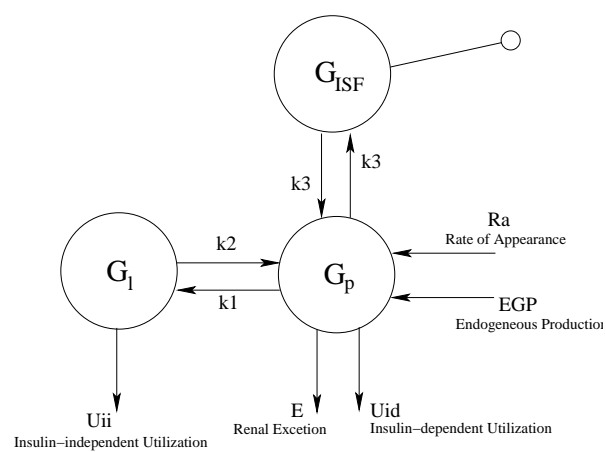 G_ISF
k3
k3
k2
G_l
G_p
k1
Ra
Rate of Appearance
EGP
Endogeneous Production
Uii
Insulin−independent Utilization
E
Renal Excetion
Uid
Insulin−dependent Utilization